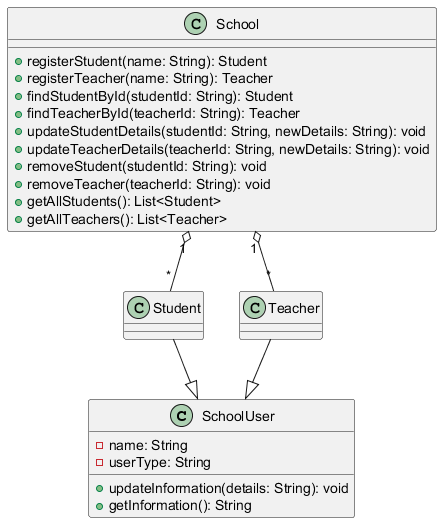 C School
registerStudent(name: String): Student
registerTeacher(name: String): Teacher
findStudentById(studentId: String): Student
findTeacherById(teacherId: String): Teacher
updateStudentDetails(studentId: String, newDetails: String): void
updateTeacherDetails(teacherId: String, newDetails: String): void
removeStudent(studentId: String): void
removeTeacher(teacherId: String): void
getAllStudents(): List<Student>
getAllTeachers(): List<Teacher>
1 1
* *
C Student C Teacher
C SchoolUser
name: String
userType: String
updateInformation(details: String): void
getInformation(): String